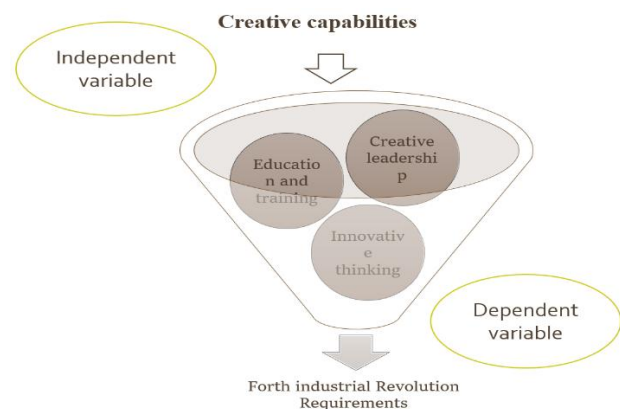 Creative capabilities
Independent
variable
Creative
leadershi
p
Educatio
n and
training
Innovativ
e
thinking
Dependent
variable
Forth industrial Revolution
Requirements